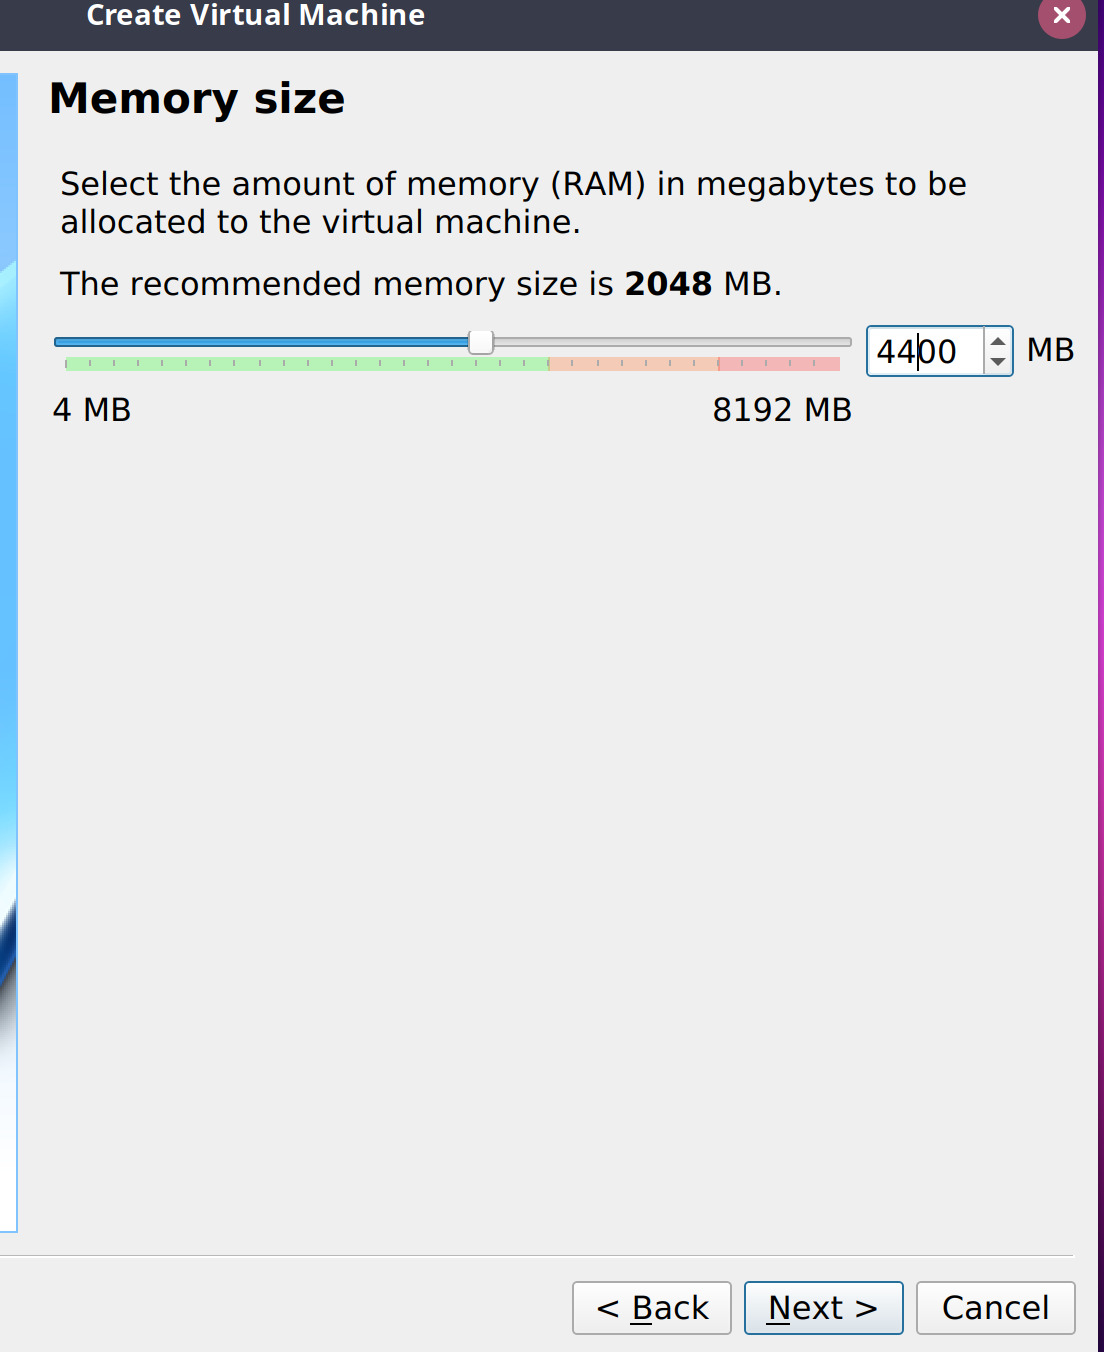 Create Virtual Machine
Memory size
Select the amount of memory (RAM) in megabytes to be
allocated to the virtual machine.
The recommended memory size is 2048 MB.
4400 MB
4 MB 8192 MB
< Back Next > Cancel